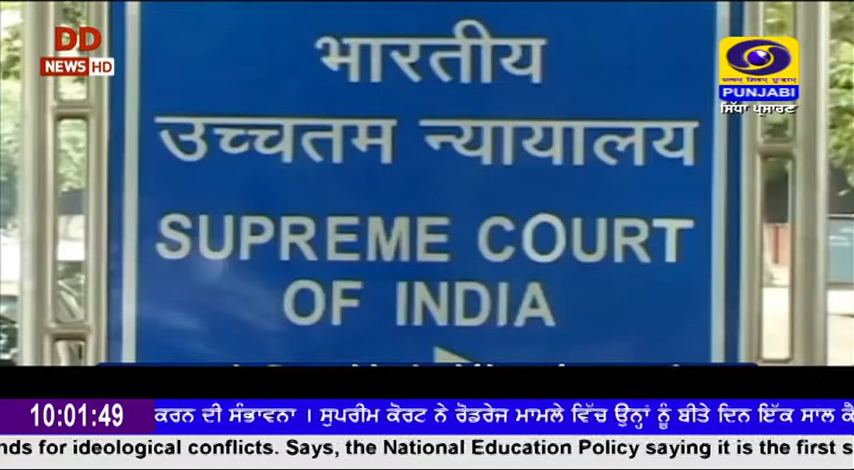 DD
NEWS HD
PUNJABI
ਸਿੱਧਾ ਪ੍ਰਸਾਰਣ
भारतीय
उच्चतम न्यायालय
SUPREME COURT
OF INDIA
10:01:49
ਕਰਨ ਦੀ ਸੰਭਾਵਨਾ । ਸੁਪਰੀਮ ਕੋਰਟ ਨੇ ਰੋਡਰੇਜ ਮਾਮਲੇ ਵਿੱਚ ਉਨ੍ਹਾਂ ਨੂੰ ਬੀਤੇ ਦਿਨ ਇੱਕ ਸਾਲ ਕੈ
nds for ideological conflicts. Says, the National Education Policy saying it is the first s